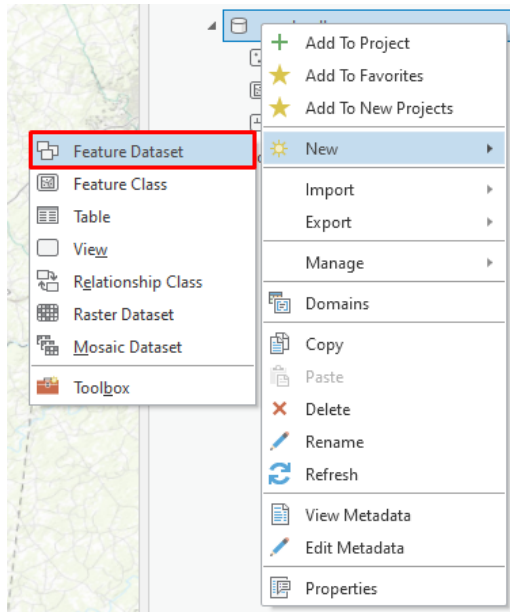 Add To Project
Add To Favorites
Add To New Projects
New
Import
Export
Manage
Domains
Copy
Paste
Delete
Rename
Refresh
View Metadata
Edit Metadata
Properties
Feature Dataset
Feature Class
Table
View
Relationship Class
Raster Dataset
Mosaic Dataset
Toolbox